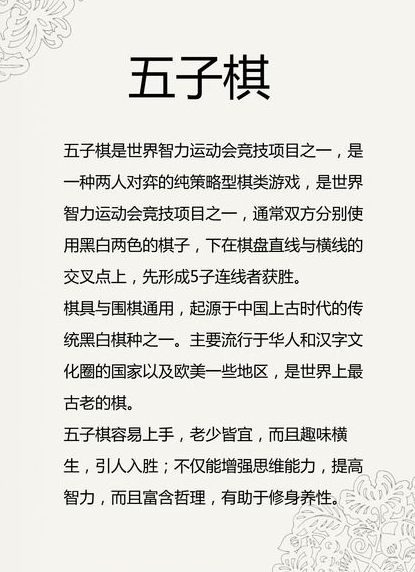 五子棋
五子棋是世界智力运动会竞技项目之一，是
一种两人对弈的纯策略型棋类游戏，是世界
智力运动会竞技项目之一，通常双方分别使
用黑白两色的棋子，下在棋盘直线与横线的
交叉点上，先形成5子连线者获胜。
棋具与围棋通用，起源于中国上古时代的传
统黑白棋种之一。主要流行于华人和汉字文
化圈的国家以及欧美一些地区，是世界上最
古老的棋。
五子棋容易上手，老少皆宜，而且趣味横
生，引人入胜；不仅能增强思维能力，提高
智力，而且富含哲理，有助于修身养性。